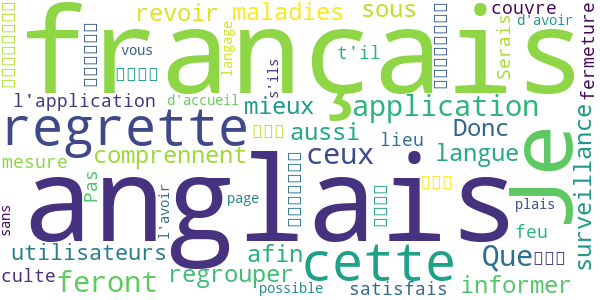 revoir maladies sous couvre d'avoir
français
vous langage Serais fermeture
t'il s'ils
l'application d'accueil mieux application
regrette aussi lieu Donc je
mesure comprennent ceux langue surveillance
Pas
anglais
sans l'avoir page plais
utilisateurs afin cette Que feu
culte feront regrouper possible satisfais informer